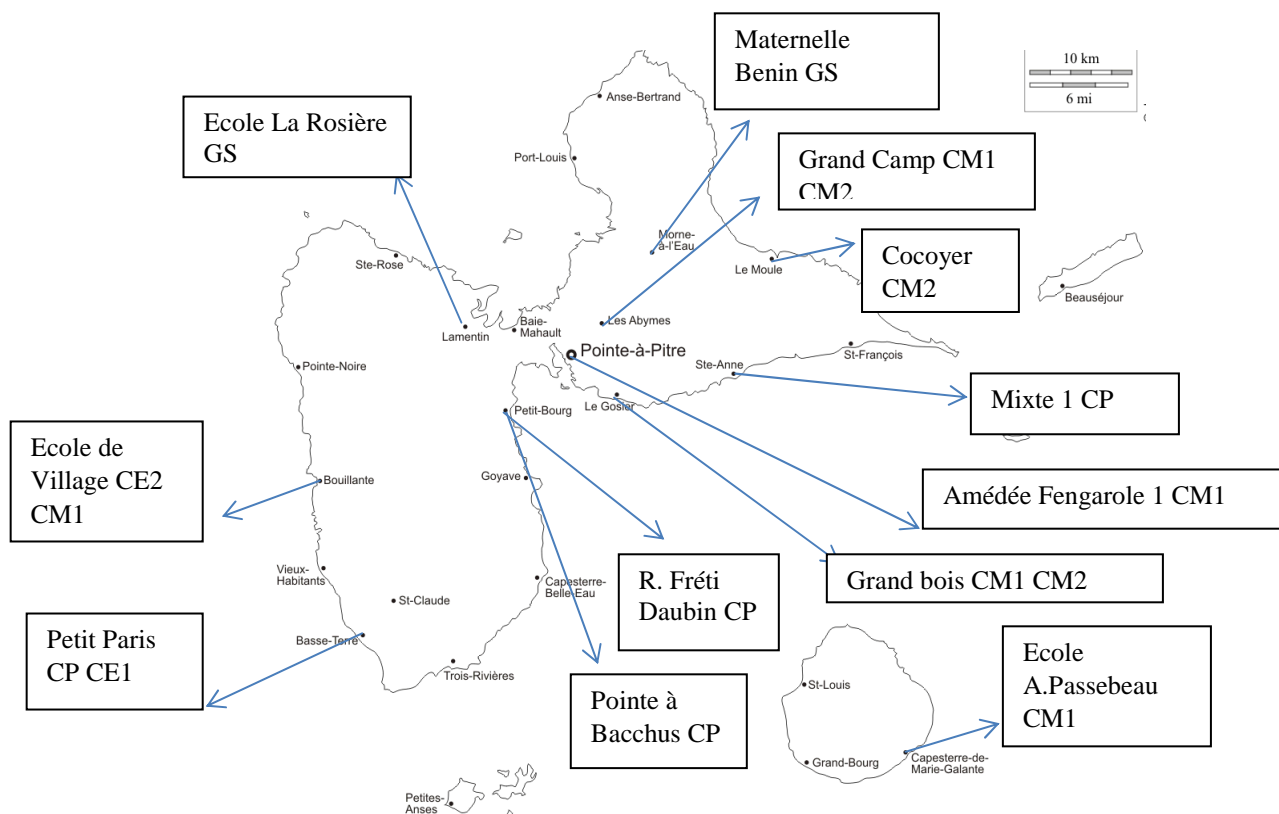 Maternelle
Benin GS
10 km
6 mi
Anse-Bertrand
Ecole La Rosière
GS
Port-Louis
Grand Camp CM1
CM2
Morne-
à-l'Eau
Ste-Rose
Le Moule
Cocoyer
CM2
Beauséjour
Lamentin
Baie-
Mahault
Les Abymes
Pointe-à-Pitre
St-François
Ste-Anne
Pointe-Noire
Le Gosier
Mixte 1 CP
Petit-Bourg
Ecole de
Village CE2
CM1
Bouillante
Goyave
Amédée Fengarole 1 CM1
Vieux-
Habitants
Capesterre-
Belle-Eau
R. Fréti
Daubin CP
Grand bois CM1 CM2
St-Claude
Petit Paris
CP CE1
Basse-Terre
Trois-Rivières
Pointe à
Bacchus CP
St-Louis
Ecole
A.Passebeau
CM1
Grand-Bourg
Capesterre-de-
Marie-Galante
Petites-
Anses